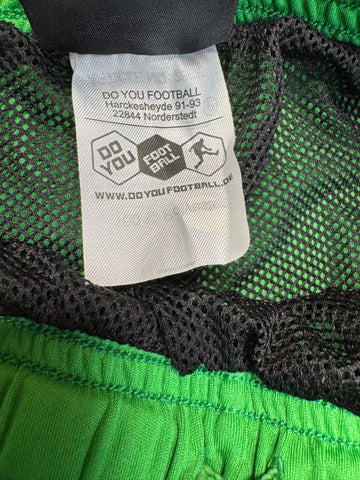 DO YOU FOOTBALL
Harckesheyde 91-93
22844 Norderstedt
DO
YOU
FOOT
BALL
WWW.DOYOUFOOTBALL.DE